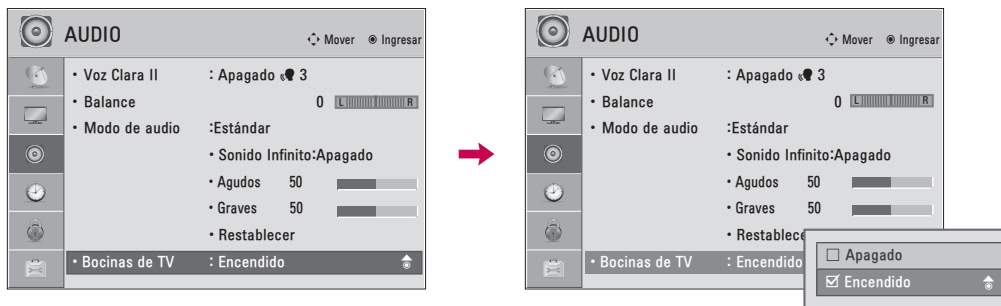 AUDIO
Mover Ingresar
• Voz Clara II : Apagado 3
• Balance 0 L R
• Modo de audio :Estándar
• Sonido Infinito:Apagado
• Agudos 50
• Graves 50
• Restablecer
• Bocinas de TV : Encendido
AUDIO
Mover Ingresar
• Voz Clara II : Apagado 3
• Balance 0 L R
• Modo de audio :Estándar
• Sonido Infinito:Apagado
• Agudos 50
• Graves 50
• Restablece
• Bocinas de TV : Encendido
Apagado
Encendido